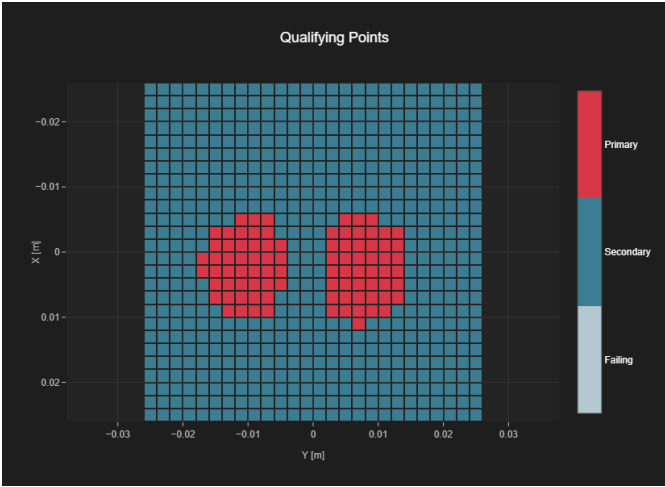 Qualifying Points
−0.02
−0.01
0
0.01
0.02
X [m]
−0.03
−0.02
−0.01
0
0.01
0.02
0.03
Y [m]
Primary
Secondary
Failing